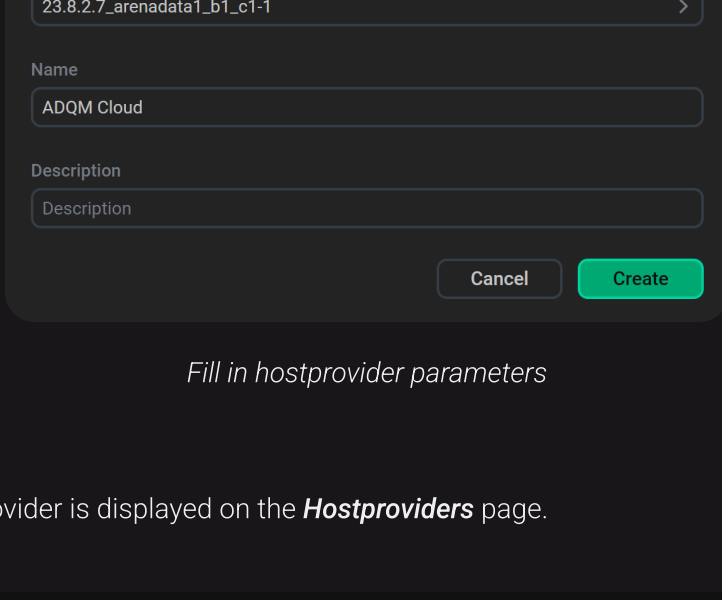 23.8.2.7_arenadata1_b1_c1-1
Name
ADQM Cloud
Description
Description
Cancel Create
Fill in hostprovider parameters
is displayed on the Hostproviders page.